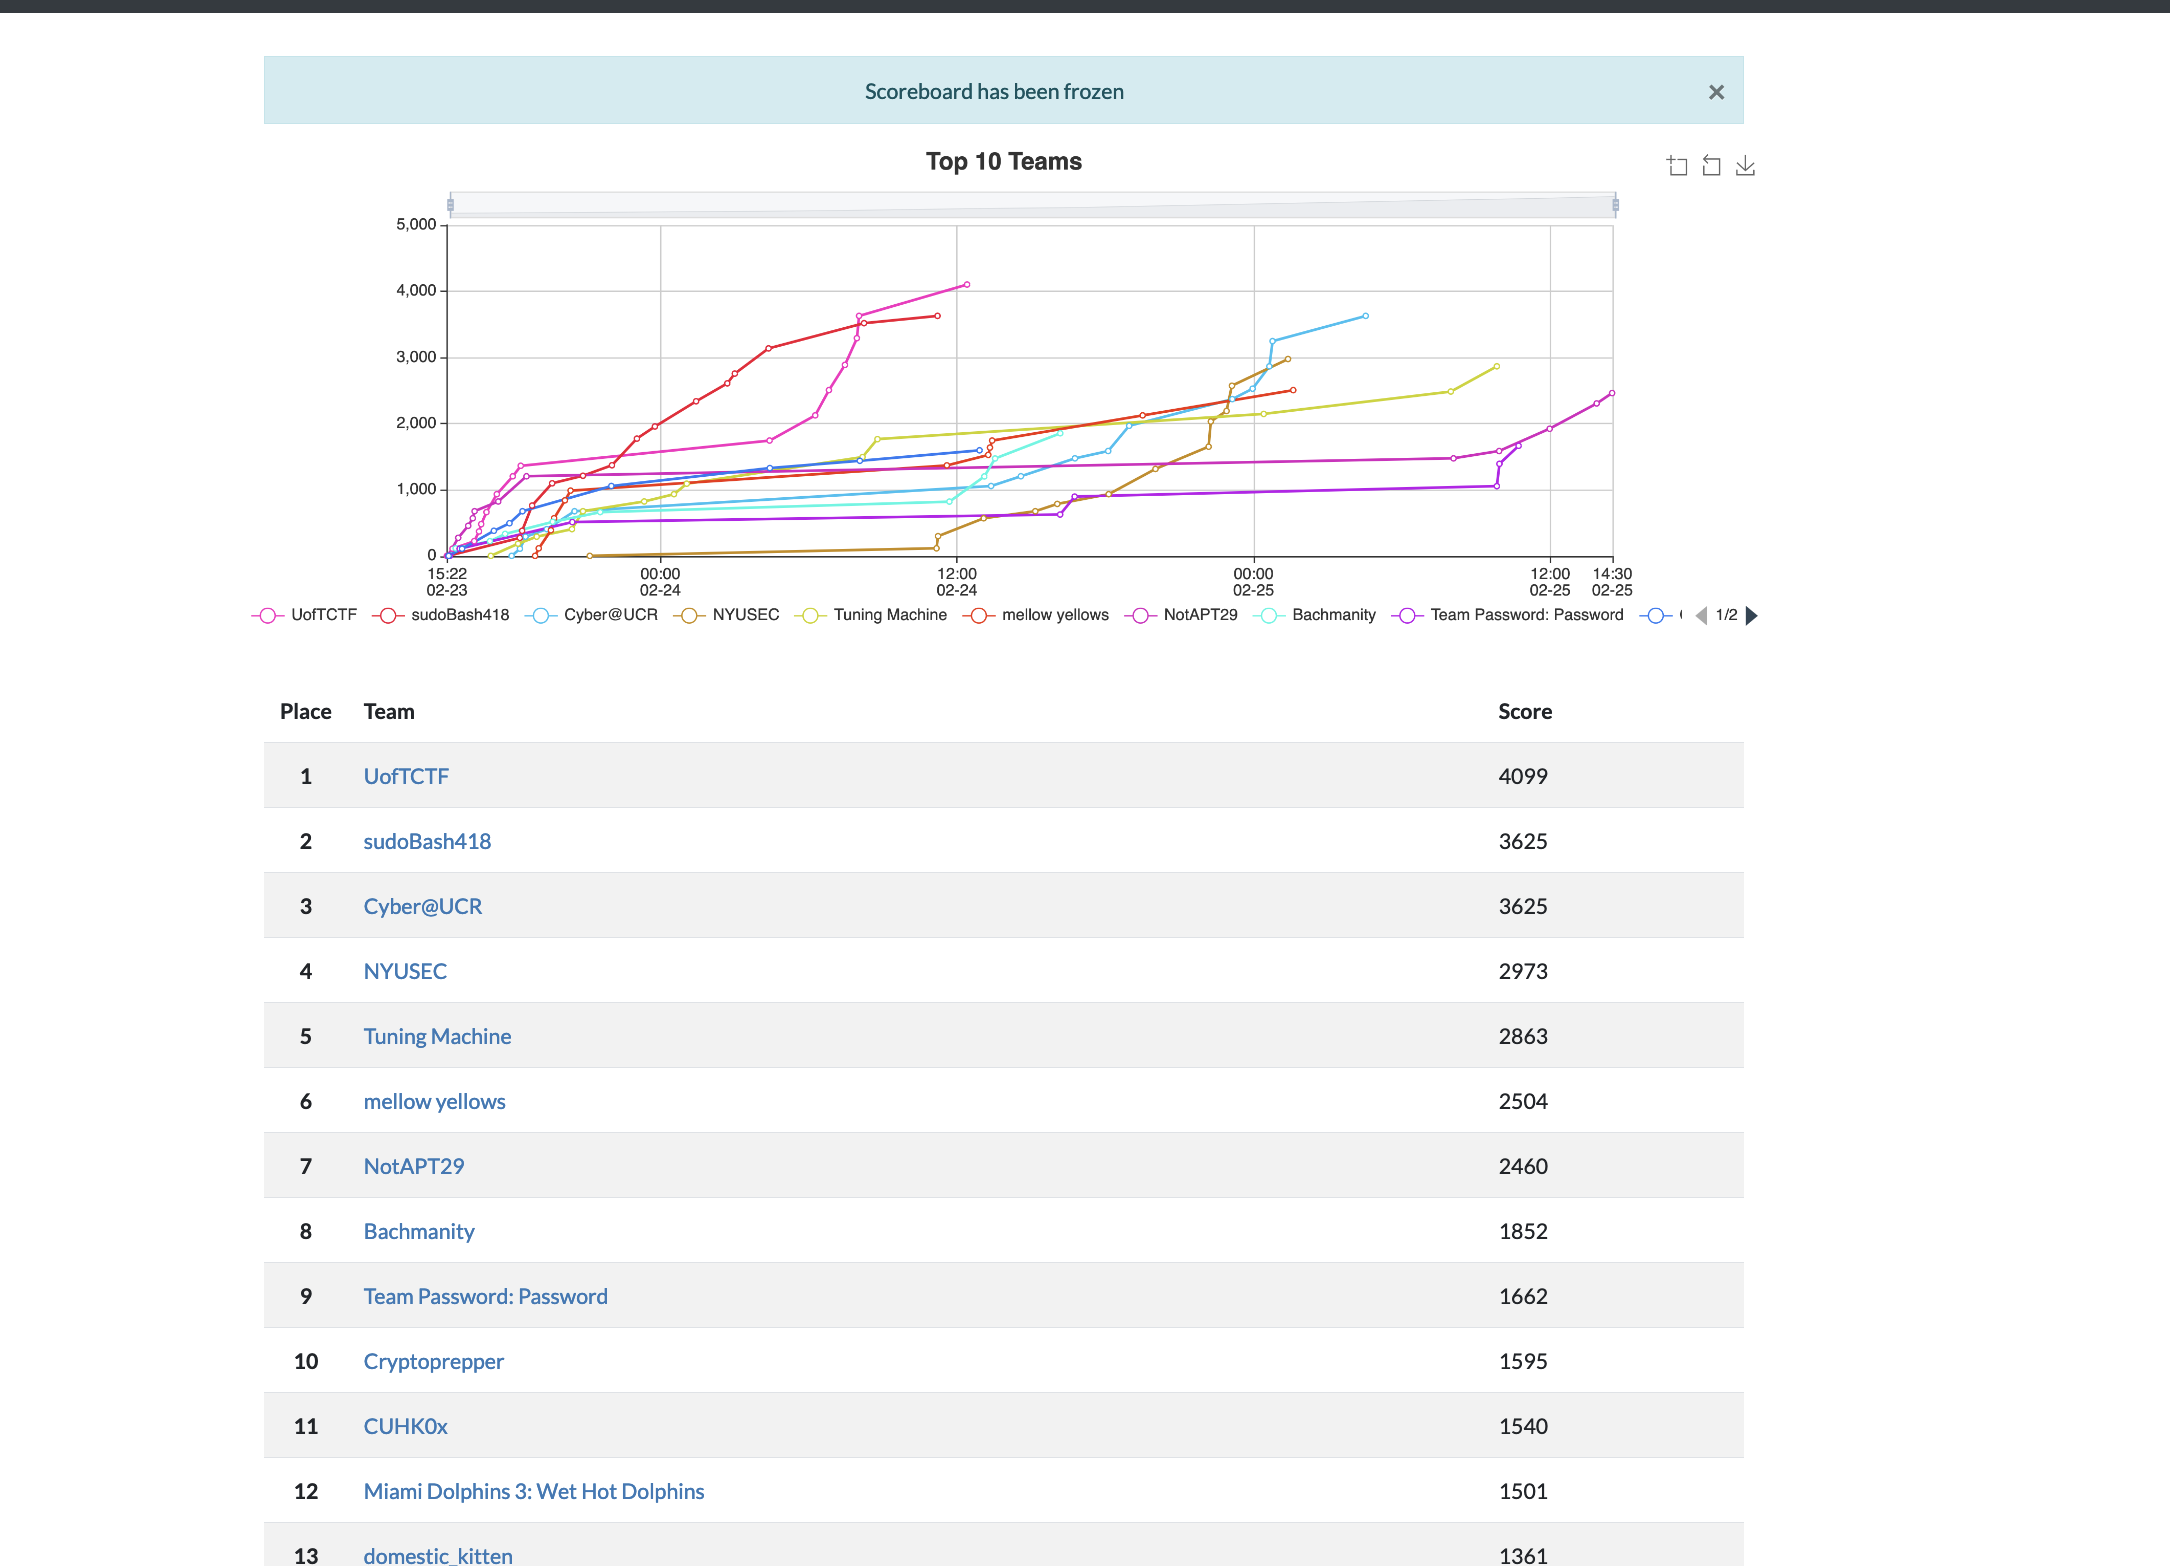 Scoreboard has been frozen
×
Top 10 Teams
5,000
4,000
3,000
2,000
1,000
0
15:22 00:00 12:00 00:00 12:00 14:30
02-23 02-24 02-24 02-25 02-25 02-25
UofTCTF sudoBash418 Cyber@UCR NYUSEC Tuning Machine mellow yellows NotAPT29 Bachmanity Team Password: Password 1/2
Place Team Score
1 UofTCTF 4099
2 sudoBash418 3625
3 Cyber@UCR 3625
4 NYUSEC 2973
5 Tuning Machine 2863
6 mellow yellows 2504
7 NotAPT29 2460
8 Bachmanity 1852
9 Team Password: Password 1662
10 Cryptoprepper 1595
11 CUHK0x 1540
12 Miami Dolphins 3: Wet Hot Dolphins 1501
13 domestic_kitten 1361